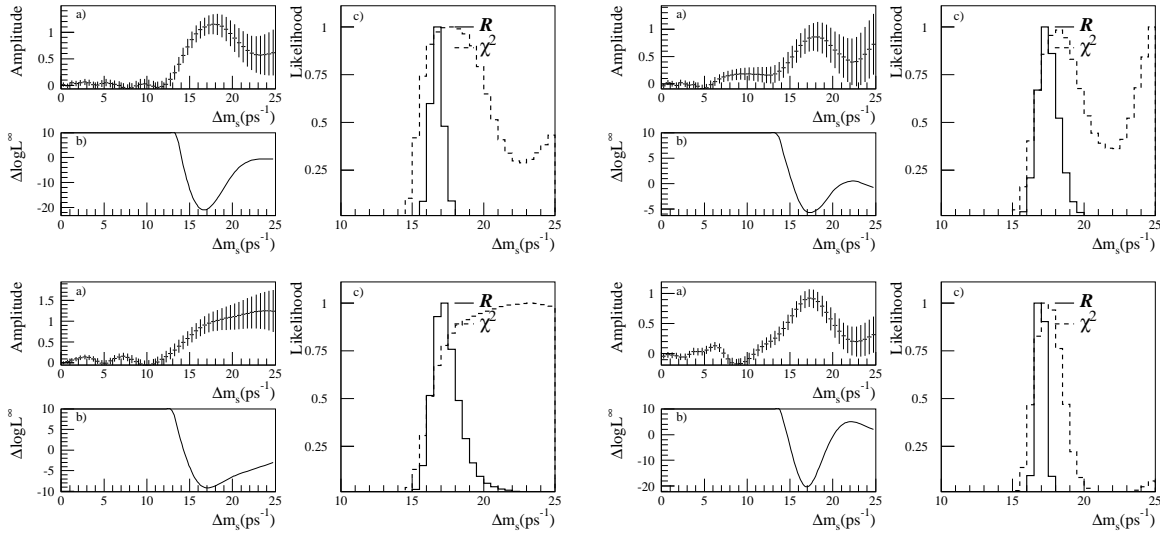 a)
Amplitude
0
0.5
1
0 5 10 15 20 25
Δm_s(ps⁻¹)
b)
ΔlogL^∞
10
0
-10
-20
0 5 10 15 20 25
Δm_s(ps⁻¹)
c)
Likelihood
R
χ²
1
0.75
0.5
0.25
10 15 20 25
Δm_s(ps⁻¹)
a)
Amplitude
1
0.5
0
0 5 10 15 20 25
Δm_s(ps⁻¹)
b)
ΔlogL^∞
10
5
0
-5
0 5 10 15 20 25
Δm_s(ps⁻¹)
c)
Likelihood
R
χ²
1
0.75
0.5
0.25
10 15 20 25
Δm_s(ps⁻¹)
a)
Amplitude
1.5
1
0.5
0
0 5 10 15 20 25
Δm_s(ps⁻¹)
b)
ΔlogL^∞
10
5
0
-5
-10
0 5 10 15 20 25
Δm_s(ps⁻¹)
c)
Likelihood
R
χ²
1
0.75
0.5
0.25
10 15 20 25
Δm_s(ps⁻¹)
a)
Amplitude
1
0.5
0
0 5 10 15 20 25
Δm_s(ps⁻¹)
b)
ΔlogL^∞
10
0
-10
-20
0 5 10 15 20 25
Δm_s(ps⁻¹)
c)
Likelihood
R
χ²
1
0.75
0.5
0.25
10 15 20 25
Δm_s(ps⁻¹)